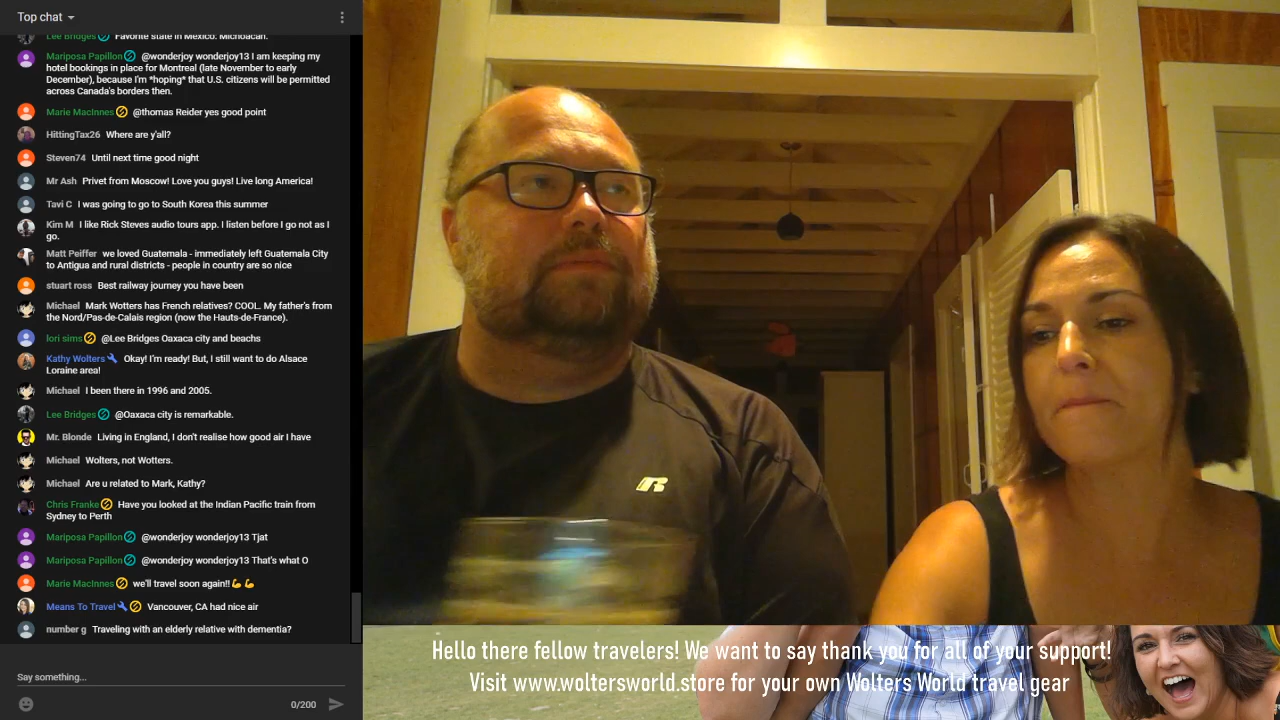 Top chat
Lee Bridges Favorite state in Mexico. Michoacan.
Mariposa Papillon @wonderjoy wonderjoy13 I am keeping my
hotel bookings in place for Montreal (late November to early
December), because I'm *hoping* that U.S. citizens will be permitted
across Canada's borders then.
Marie MacInnes @thomas Reider yes good point
HittingTax26 Where are y'all?
Steven74 Until next time good night
Mr Ash Privet from Moscow! Love you guys! Live long America!
Tavi C I was going to go to South Korea this summer
Kim M I like Rick Steves audio tours app. I listen before I go not as I
go.
Matt Peiffer we loved Guatemala - immediately left Guatemala City
to Antigua and rural districts - people in country are so nice
stuart ross Best railway journey you have been
Michael Mark Wotters has French relatives? COOL. My father's from
the Nord/Pas-de-Calais region (now the Hauts-de-France).
lori sims @Lee Bridges Oaxaca city and beachs
Kathy Wolters Okay! I'm ready! But, I still want to do Alsace
Loraine area!
Michael I been there in 1996 and 2005.
Lee Bridges @Oaxaca city is remarkable.
Mr. Blonde Living in England, I don't realise how good air I have
Michael Wolters, not Wotters.
Michael Are u related to Mark, Kathy?
Chris Franke Have you looked at the Indian Pacific train from
Sydney to Perth
Mariposa Papillon @wonderjoy wonderjoy13 Tjat
Mariposa Papillon @wonderjoy wonderjoy13 That's what O
Marie MacInnes we'll travel soon again!! 💪 💪
Means To Travel Vancouver, CA had nice air
number g Traveling with an elderly relative with dementia?
Say something...
0/200
R
Hello there fellow travelers! We want to say thank you for all of your support!
Visit www.woltersworld.store for your own Wolters World travel gear